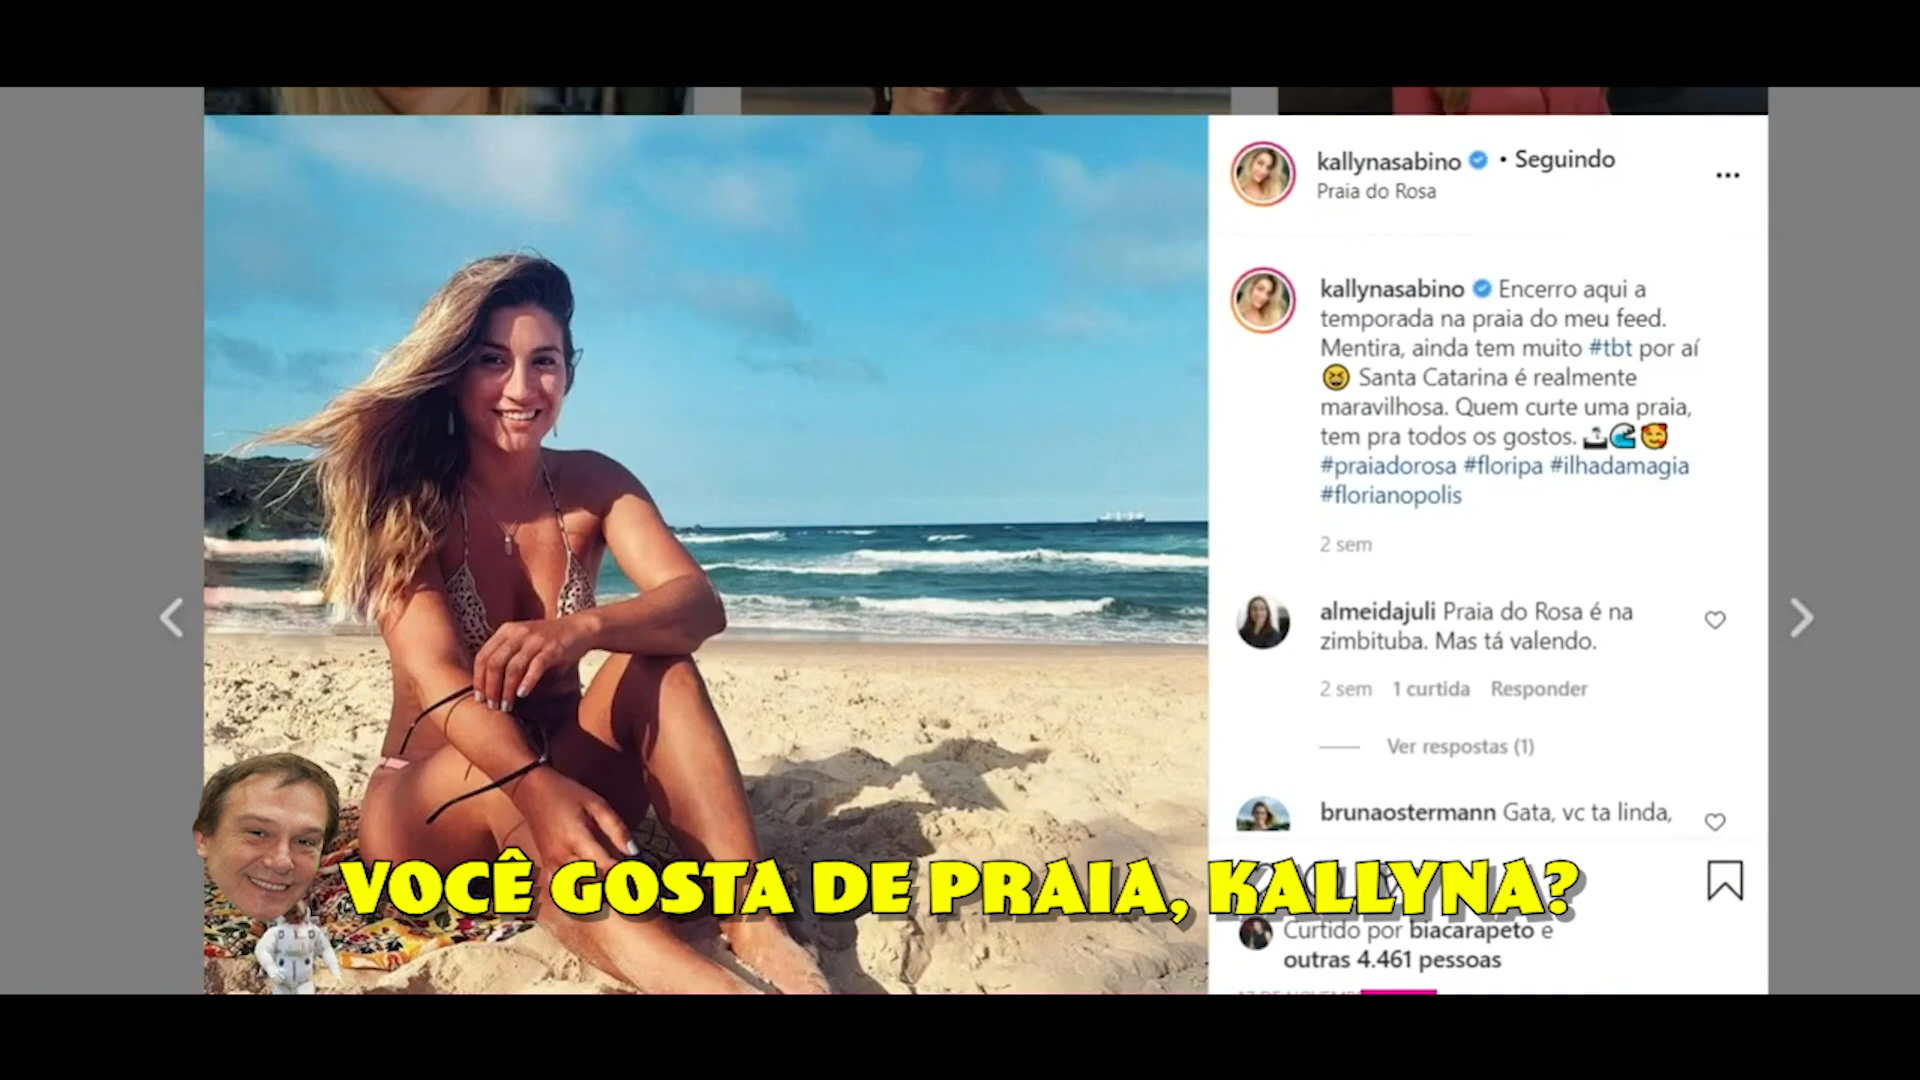 kallynasabino • Seguindo
Praia do Rosa
kallynasabino Encerro aqui a
temporada na praia do meu feed.
Mentira, ainda tem muito #tbt por aí
😆 Santa Catarina é realmente
maravilhosa. Quem curte uma praia,
tem pra todos os gostos. 🏝️🌊🥰
#praiadorosa #floripa #ilhadamagia
#florianopolis
2 sem
almeidajuli Praia do Rosa é na
zimbituba. Mas tá valendo.
2 sem 1 curtida Responder
Ver respostas (1)
brunaostermann Gata, vc ta linda,
VOCÊ GOSTA DE PRAIA, KALLYNA?
Curtido por biacarapeto e
outras 4.461 pessoas